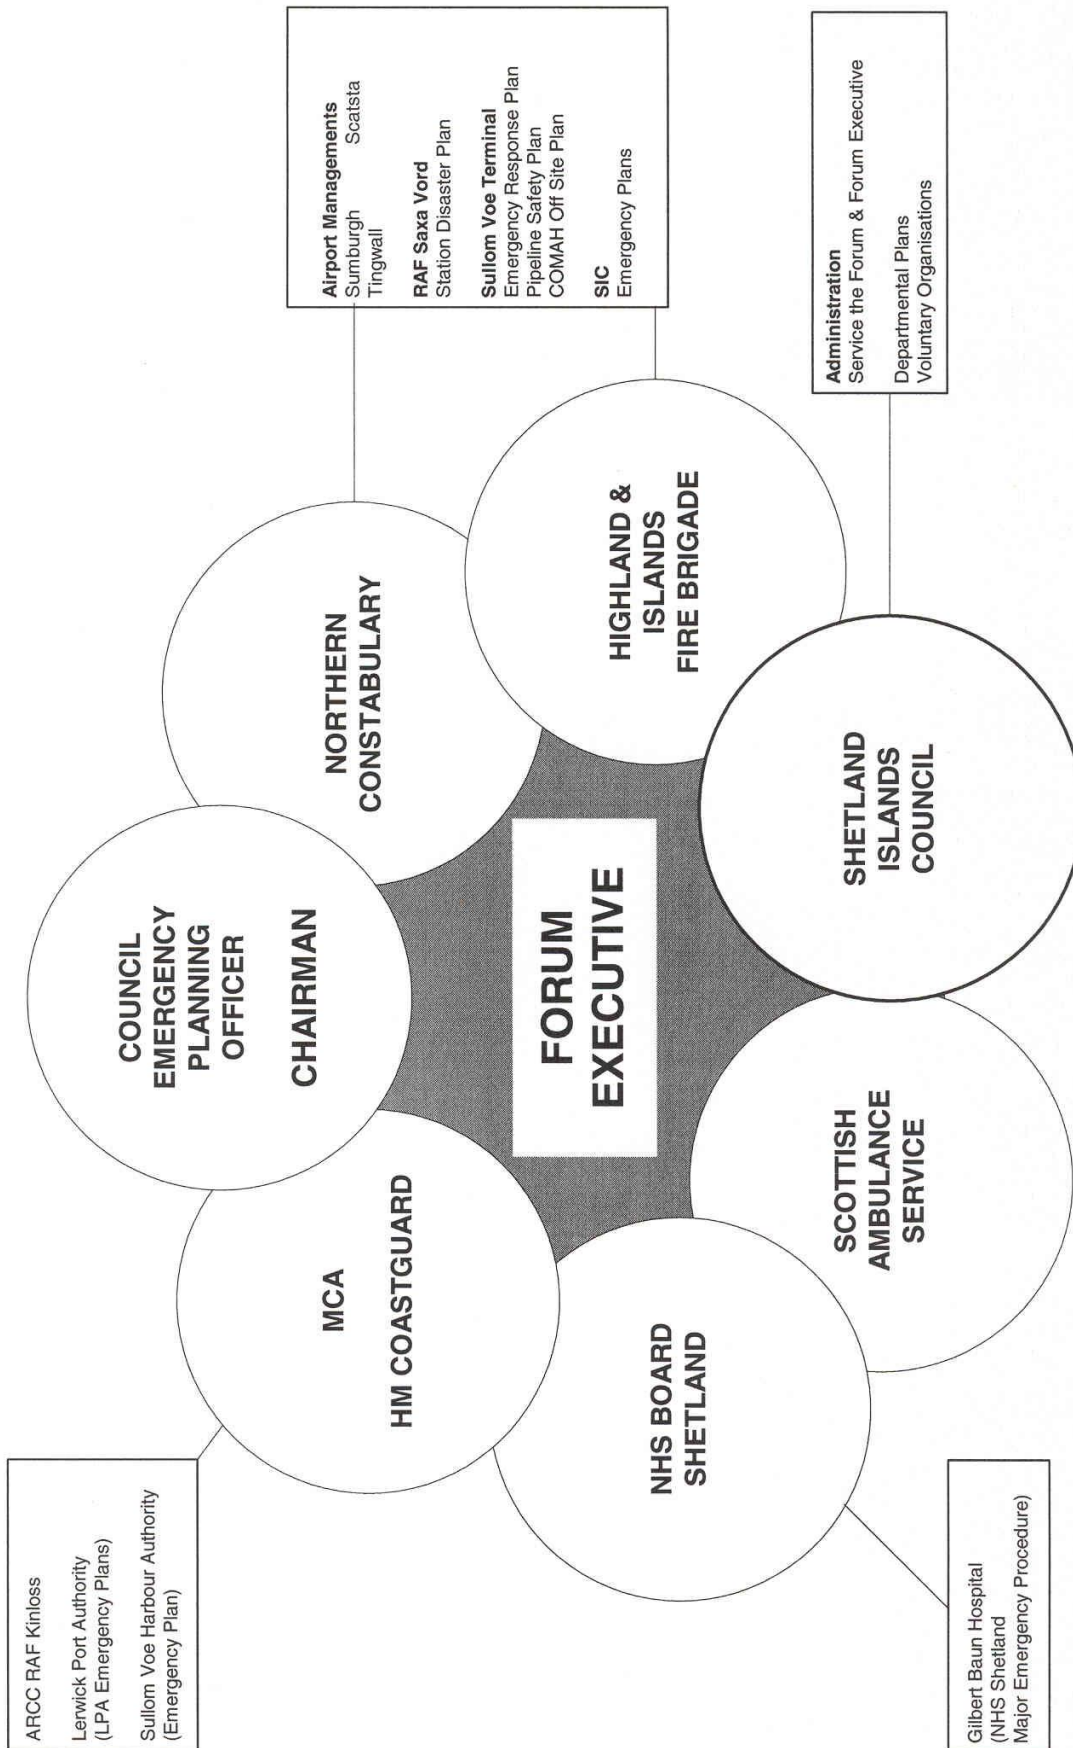 ARCC RAF Kinloss
Lerwick Port Authority
(LPA Emergency Plans)
Sullom Voe Harbour Authority
(Emergency Plan)
COUNCIL
EMERGENCY
PLANNING
OFFICER
CHAIRMAN
MCA
HM COASTGUARD
NORTHERN
CONSTABULARY
Airport Managements
Sumburgh Scatsta
Tingwall
RAF Saxa Vord
Station Disaster Plan
Sullom Voe Terminal
Emergency Response Plan
Pipeline Safety Plan
COMAH Off Site Plan
SIC
Emergency Plans
FORUM
EXECUTIVE
NHS BOARD
SHETLAND
HIGHLAND &
ISLANDS
FIRE BRIGADE
SCOTTISH
AMBULANCE
SERVICE
SHETLAND
ISLANDS
COUNCIL
Administration
Service the Forum & Forum Executive
Departmental Plans
Voluntary Organisations
Gilbert Baun Hospital
(NHS Shetland
Major Emergency Procedure)